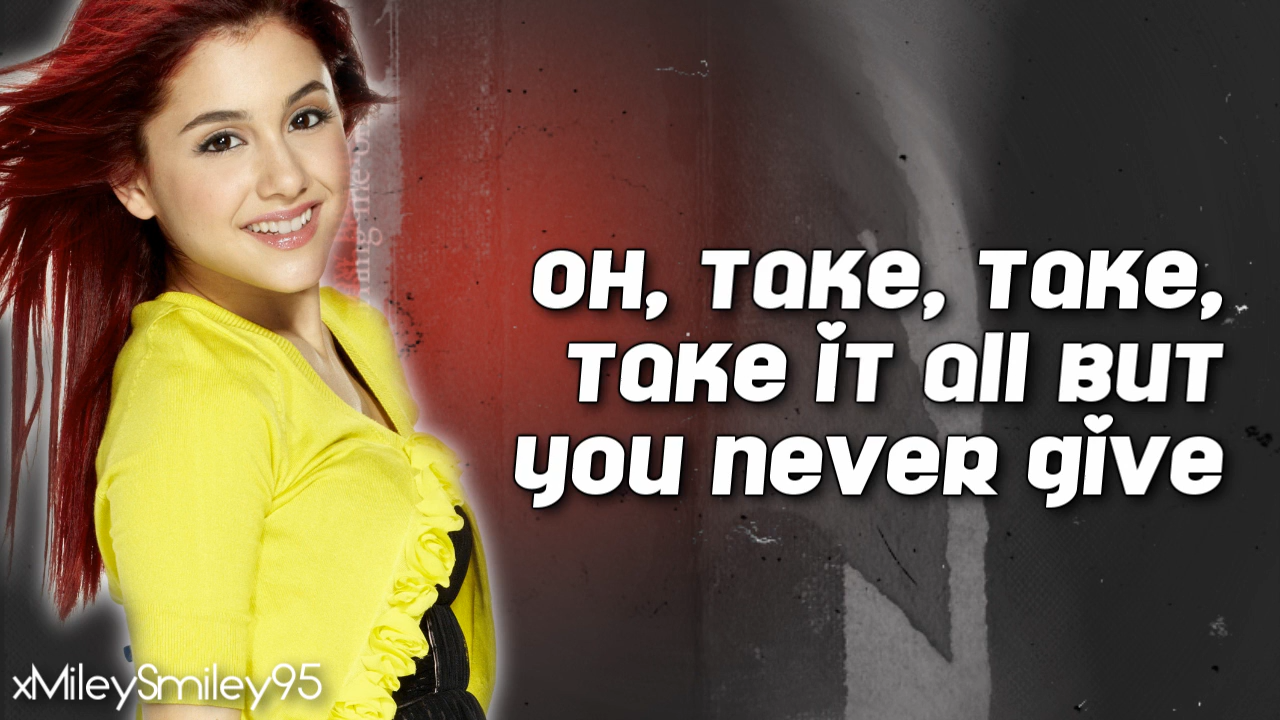 OH, TAKE, TAKE,
TAKE IT ALL BUT
YOU NEVER GIVE
xMileySmiley95